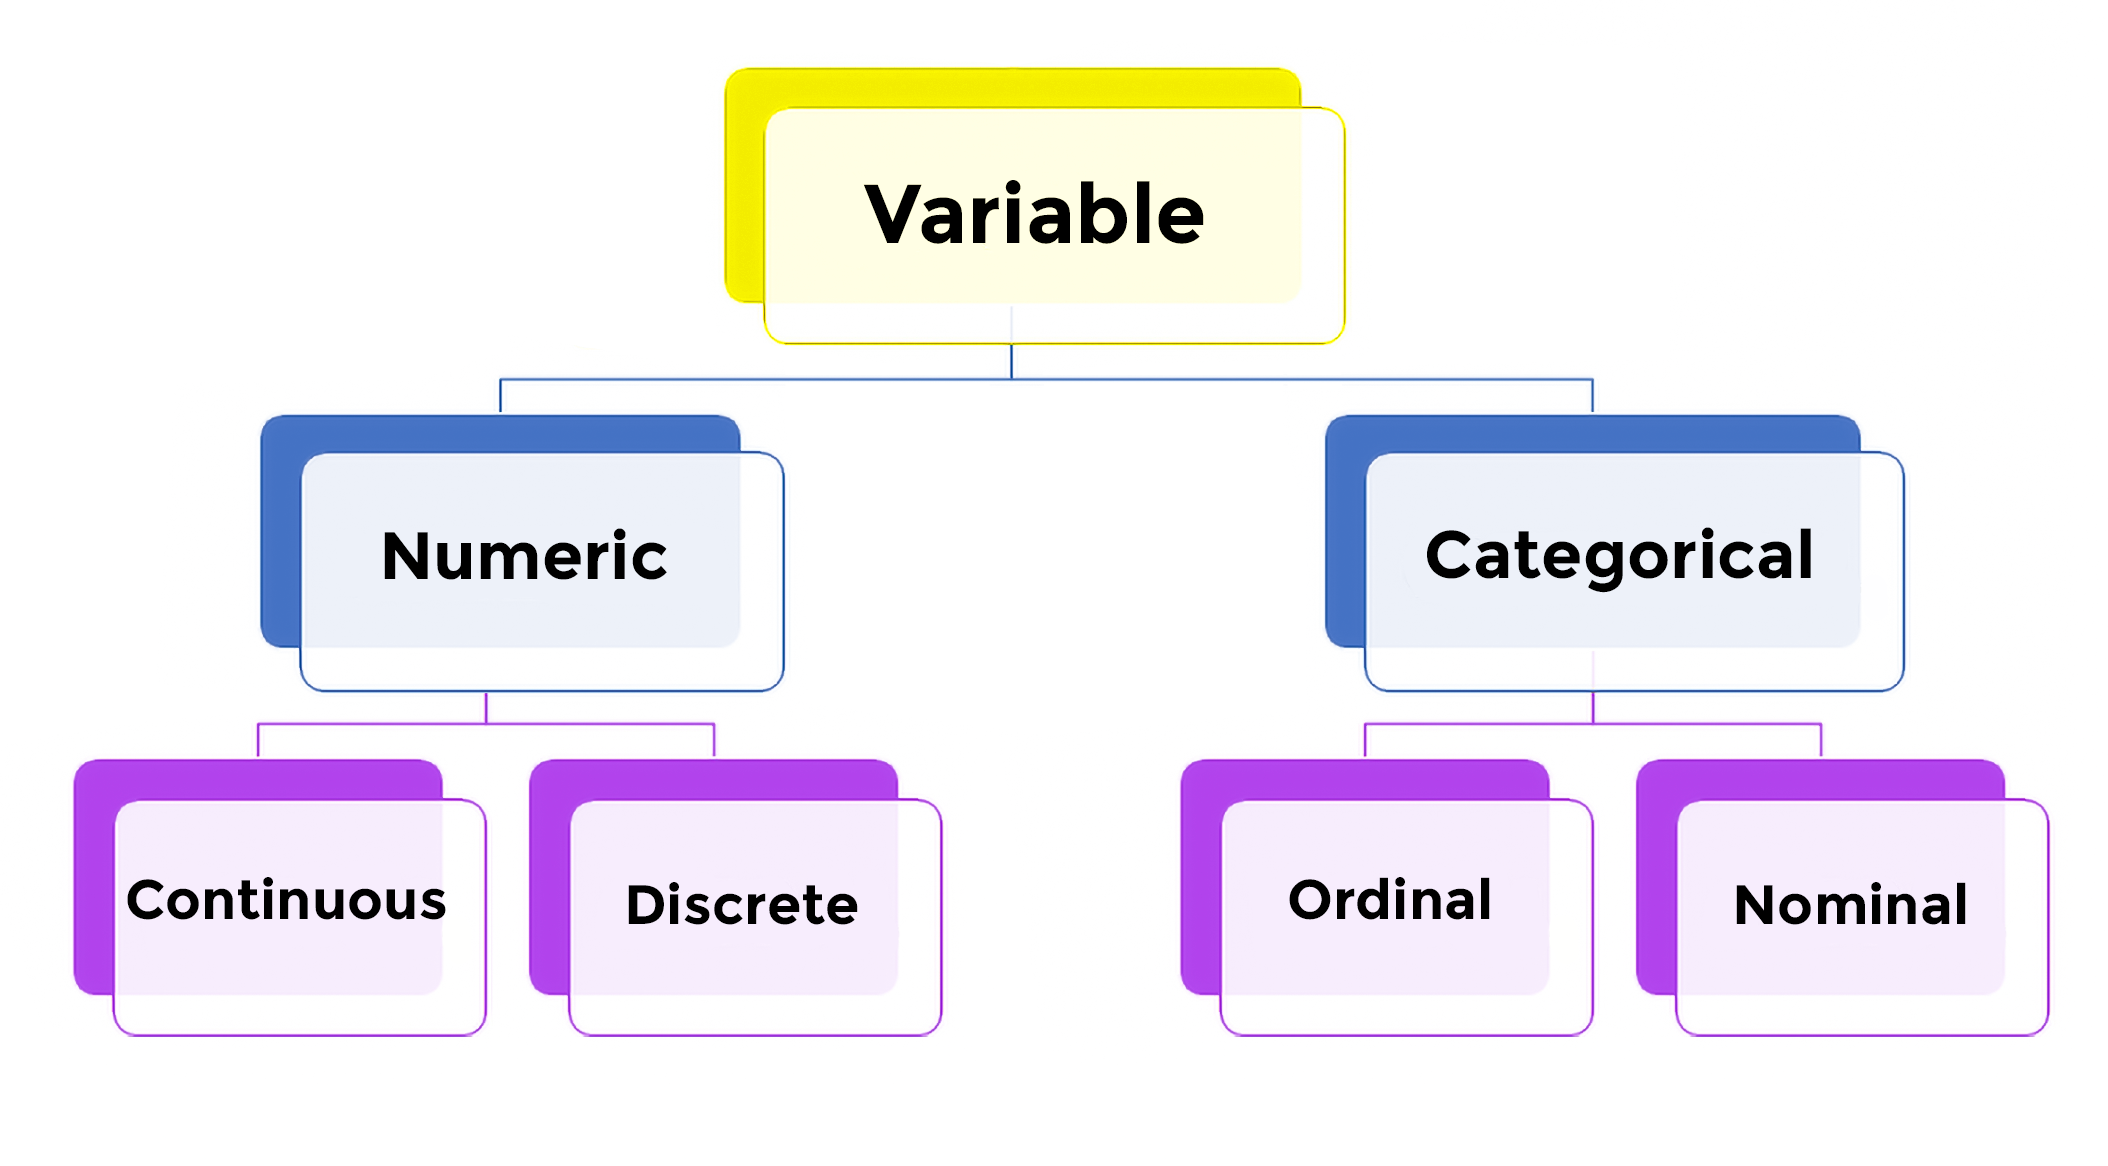 Variable
Numeric
Categorical
Continuous
Discrete
Ordinal
Nominal